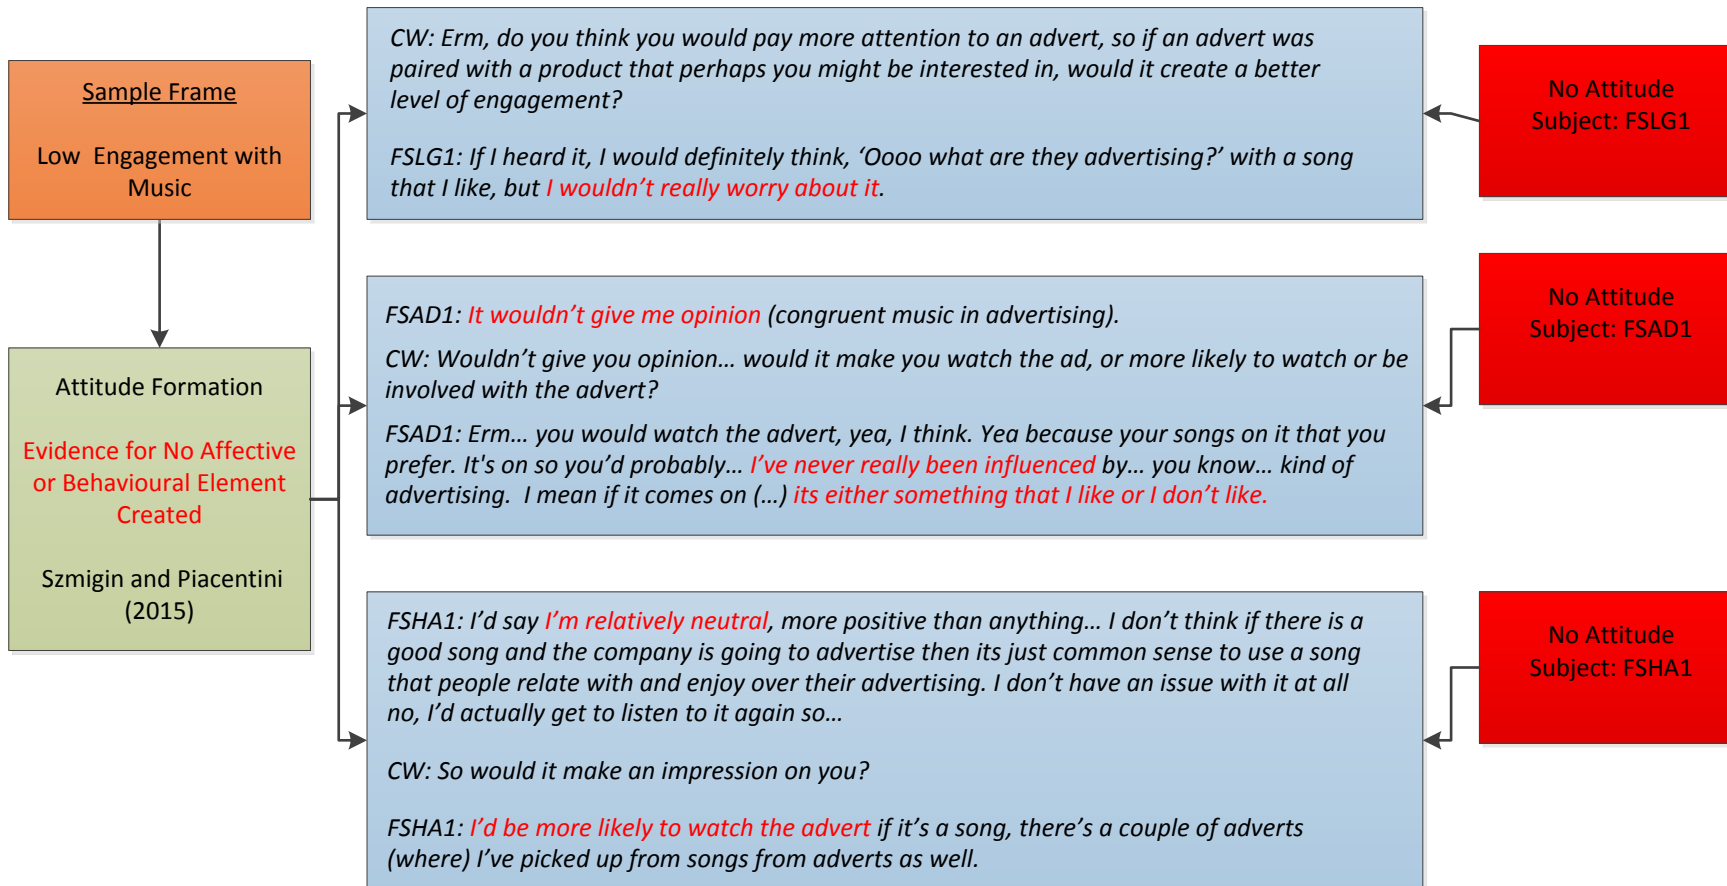 Sample Frame
Low  Engagement with
Music
Attitude Formation
Evidence for No Affective
or Behavioural Element
Created
Szmigin and Piacentini
(2015)
CW: Erm, do you think you would pay more attention to an advert, so if an advert was
paired with a product that perhaps you might be interested in, would it create a better
level of engagement?
FSLG1: If I heard it, I would definitely think, ‘Oooo what are they advertising?’ with a song
that I like, but I wouldn’t really worry about it.
No Attitude
Subject: FSLG1
FSAD1: It wouldn’t give me opinion (congruent music in advertising).
CW: Wouldn’t give you opinion… would it make you watch the ad, or more likely to watch or be
involved with the advert?
FSAD1: Erm… you would watch the advert, yea, I think. Yea because your songs on it that you
prefer. It's on so you’d probably… I’ve never really been influenced by… you know… kind of
advertising.  I mean if it comes on (…) its either something that I like or I don’t like.
No Attitude
Subject: FSAD1
FSHA1: I’d say I’m relatively neutral, more positive than anything… I don’t think if there is a
good song and the company is going to advertise then its just common sense to use a song
that people relate with and enjoy over their advertising. I don’t have an issue with it at all
no, I’d actually get to listen to it again so…
CW: So would it make an impression on you?
FSHA1: I’d be more likely to watch the advert if it’s a song, there’s a couple of adverts
(where) I’ve picked up from songs from adverts as well.
No Attitude
Subject: FSHA1